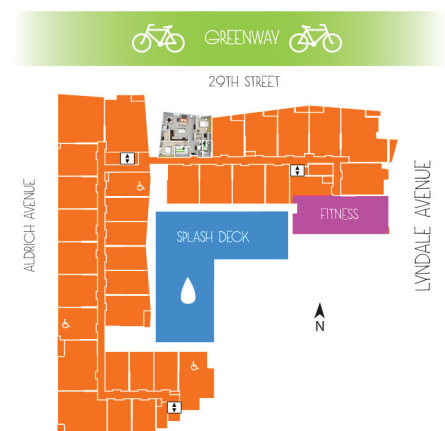 GREENWAY
29TH STREET
ALDRICH AVENUE
LYNDALE AVENUE
FITNESS
SPLASH DECK
N